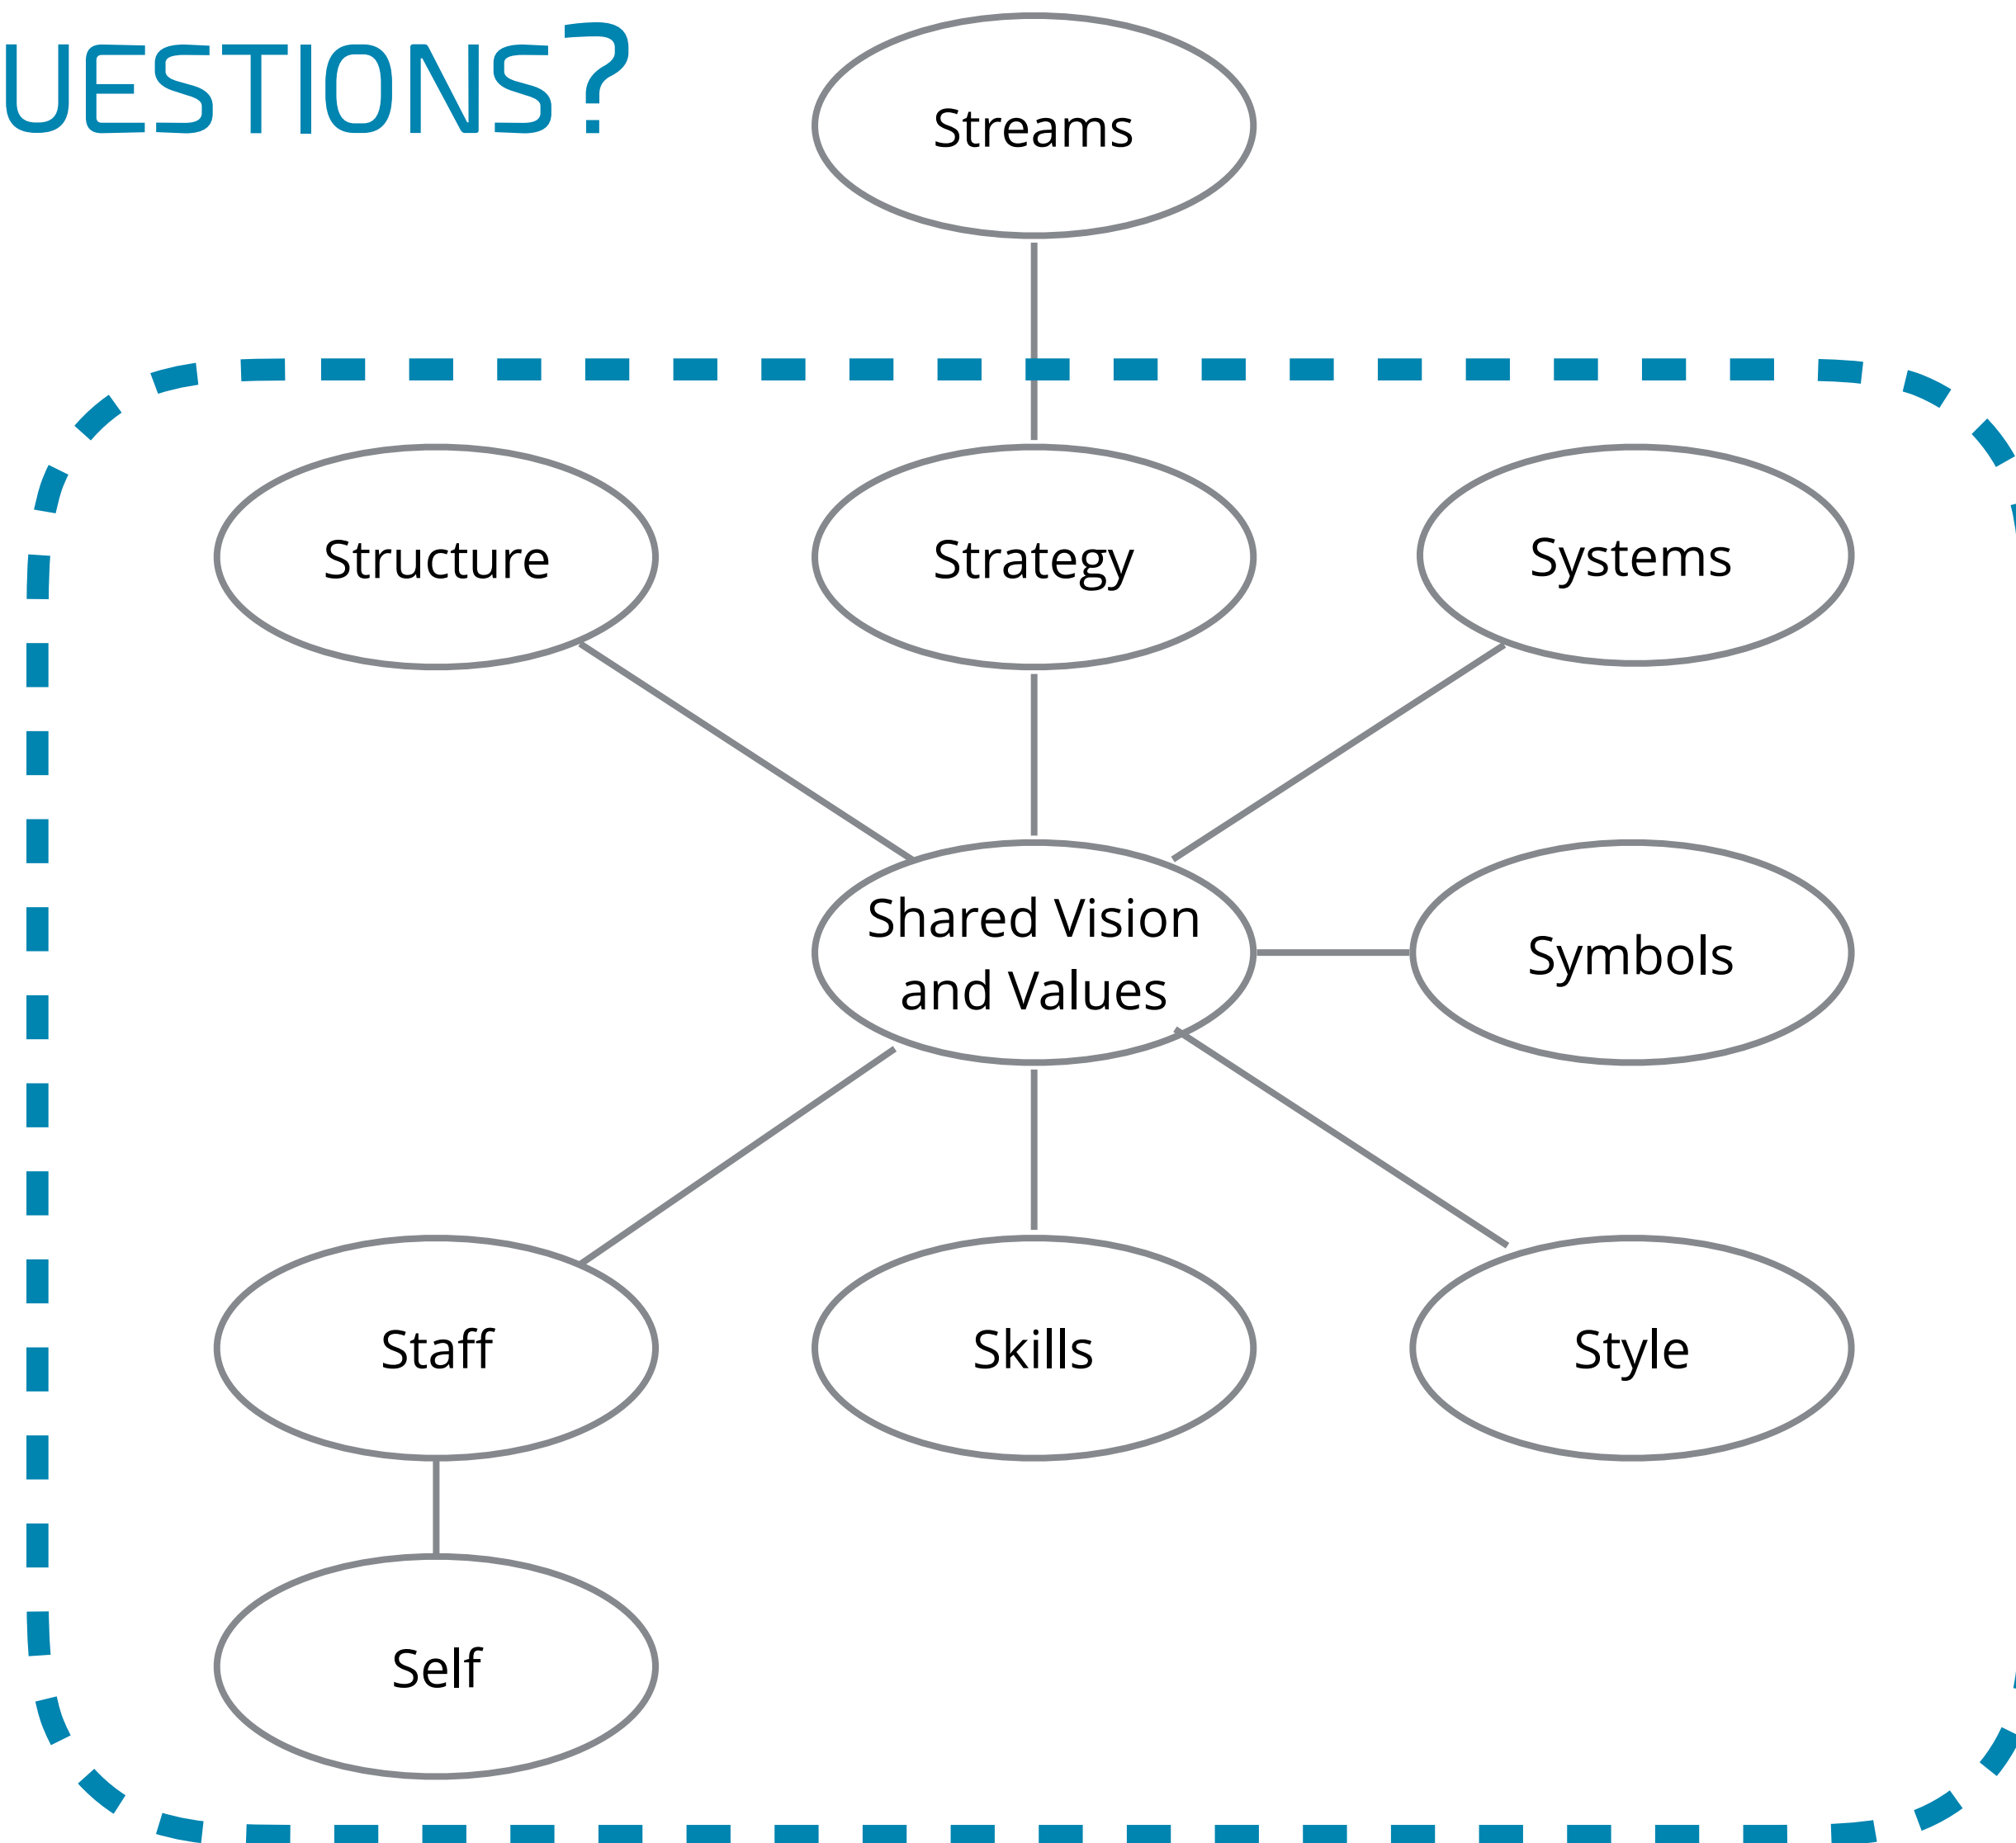 UESTIONS?
Streams
Structure
Strategy
Systems
Shared Vision
and Values
Symbols
Staff
Skills
Style
Self